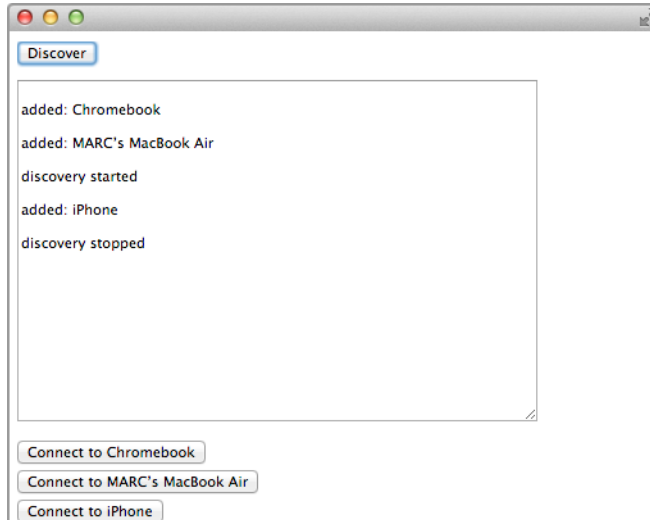 Discover
added: Chromebook
added: MARC's MacBook Air
discovery started
added: iPhone
discovery stopped
Connect to Chromebook
Connect to MARC's MacBook Air
Connect to iPhone